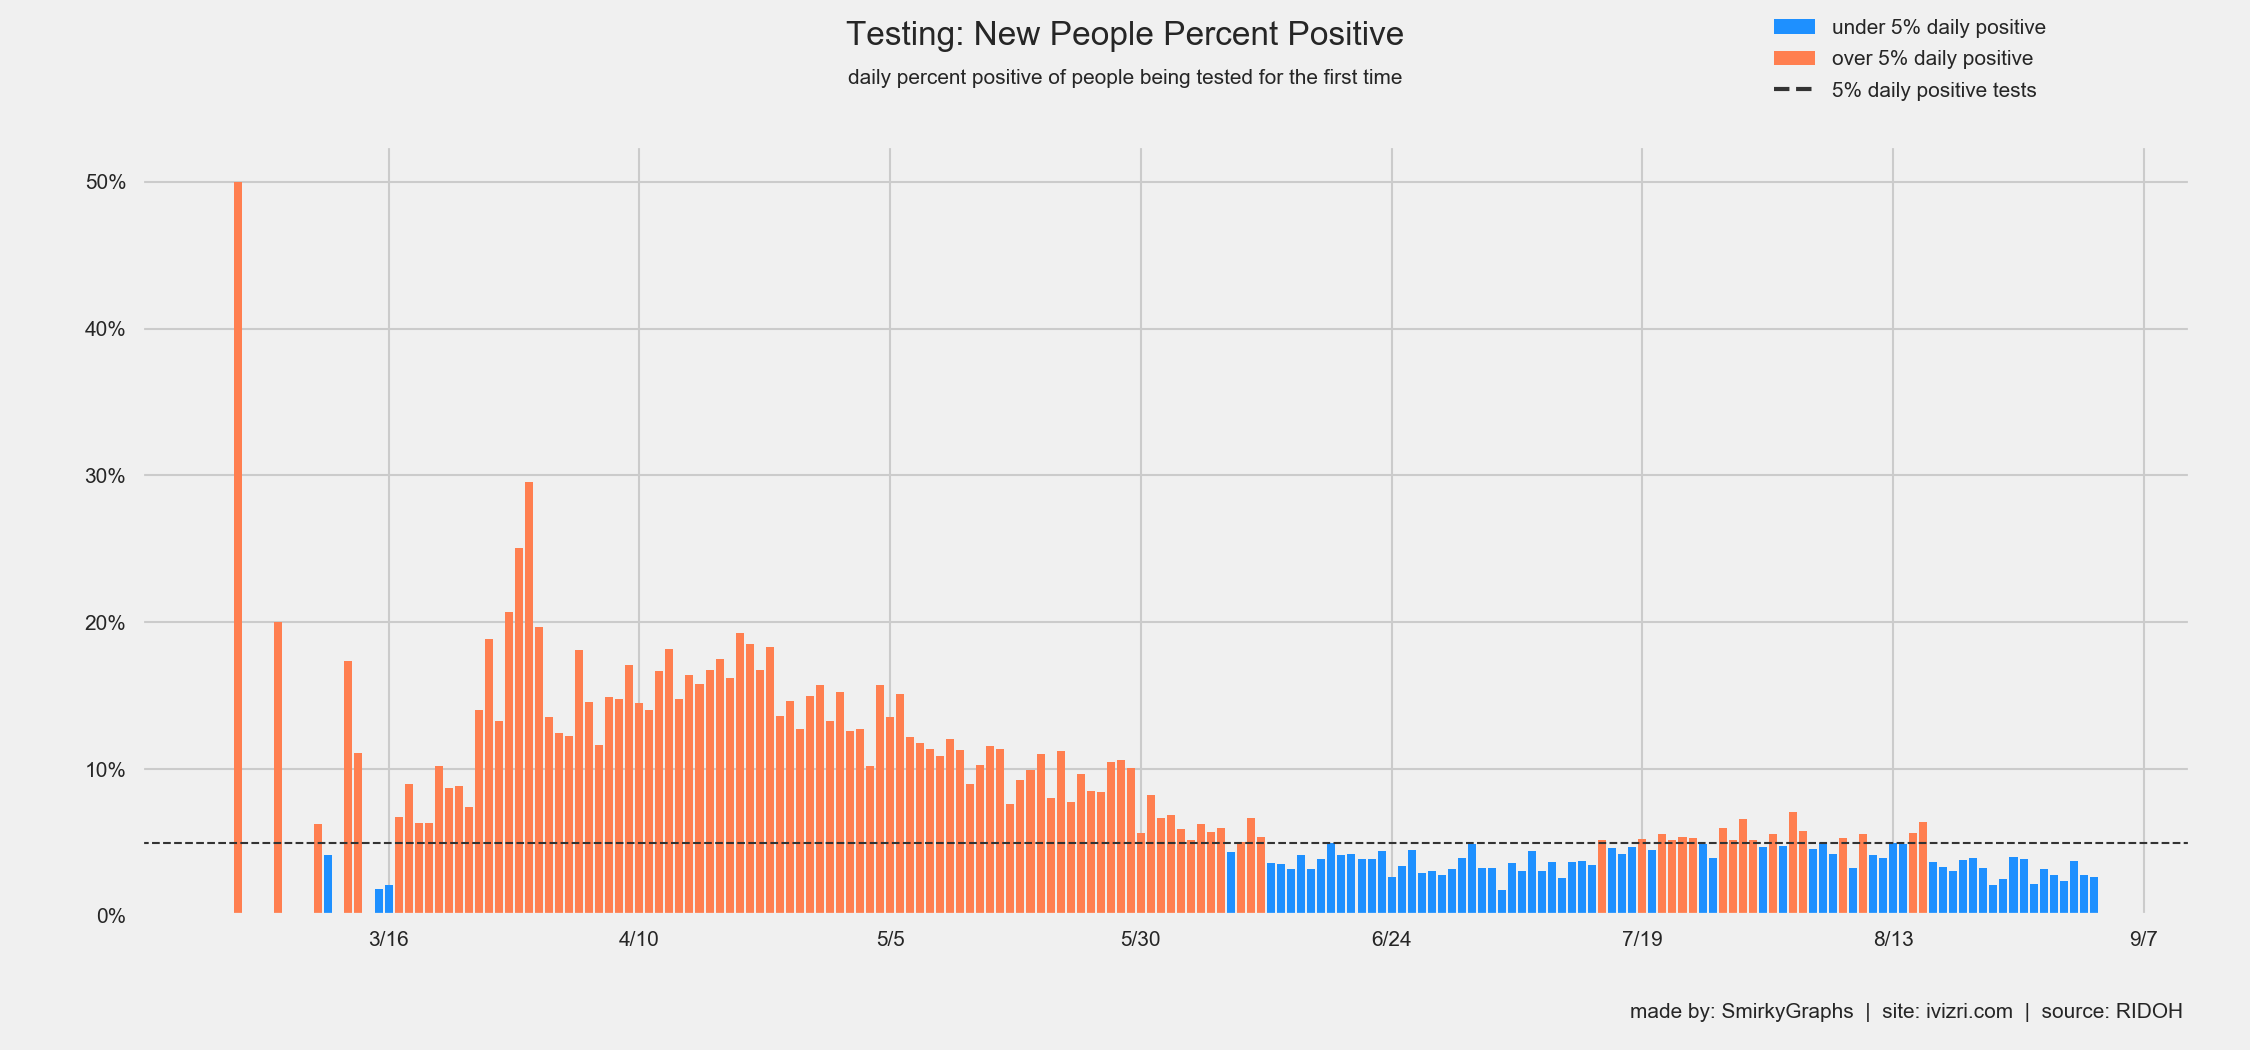 Testing: New People Percent Positive
daily percent positive of people being tested for the first time
under 5% daily positive
over 5% daily positive
5% daily positive tests
50%
40%
30%
20%
10%
0%
3/16 4/10 5/5 5/30 6/24 7/19 8/13 9/7
made by: SmirkyGraphs | site: ivizri.com | source: RIDOH